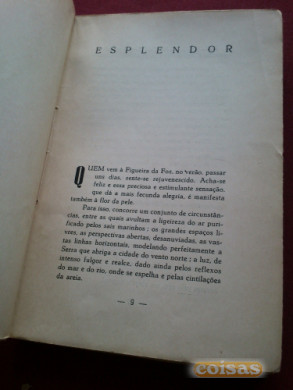 ESPLENDOR
QUEM vem à Figueira da Foz, no verão, passar
uns dias, sente-se rejuvenescido. Acha-se
feliz e essa preciosa e estimulante sensação,
que dá a mais fecunda alegria, é manifesta
também à flor da pele.
Para isso, concorre um conjunto de circunstân-
cias, entre as quais avultam a ligeireza do ar puri-
ficado pelos sais marinhos; os grandes espaços li-
vres, as perspectivas abertas, desanuviadas, as vas-
tas linhas horizontais, modelando perfeitamente a
Serra que abriga a cidade do vento norte; a luz, de
intenso fulgor e realce, dado ainda pelos reflexos
do mar e do rio, onde se espelha e pelas cintilações
da areia.
— 9 —
coisas